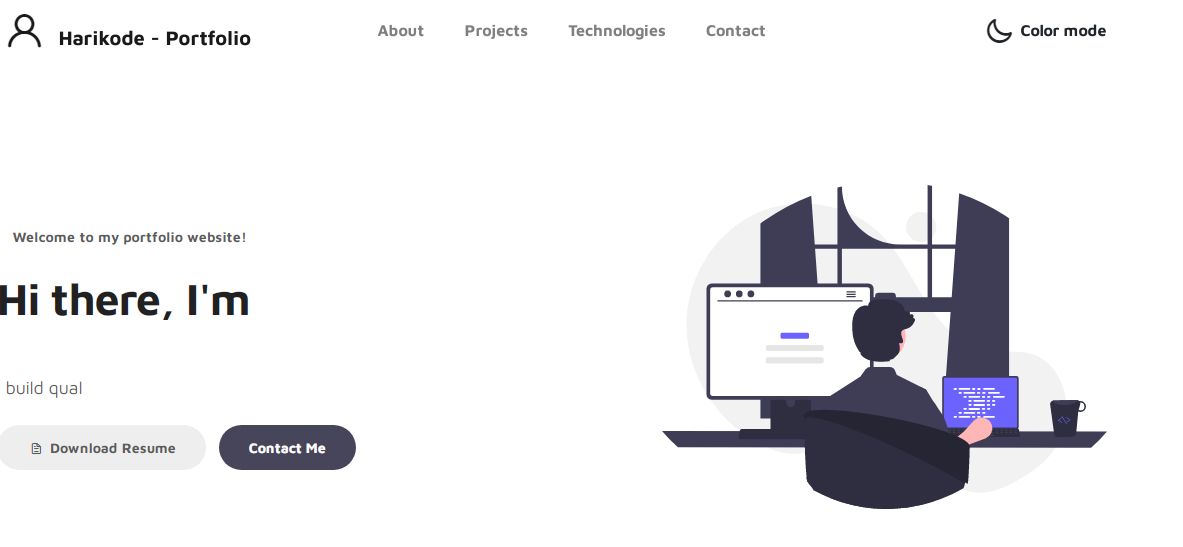 Harikode - Portfolio
About
Projects
Technologies
Contact
Color mode
Welcome to my portfolio website!
Hi there, I'm
build qual
Download Resume
Contact Me